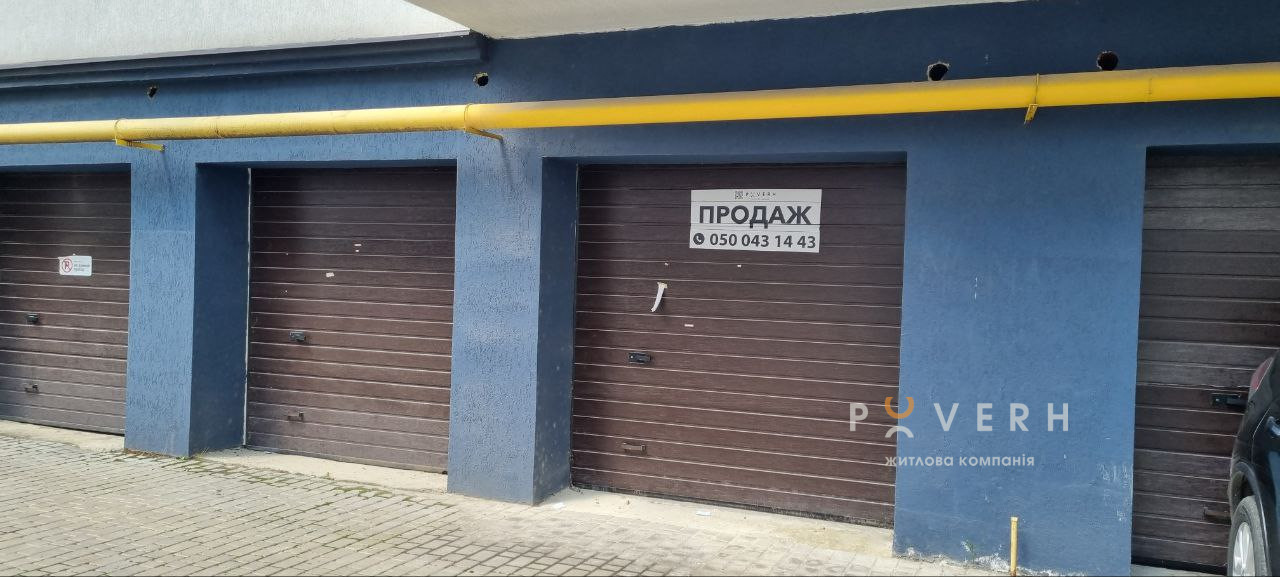 POVERH
ПРОДАЖ
050 043 14 43
POVERH
житлова компанія